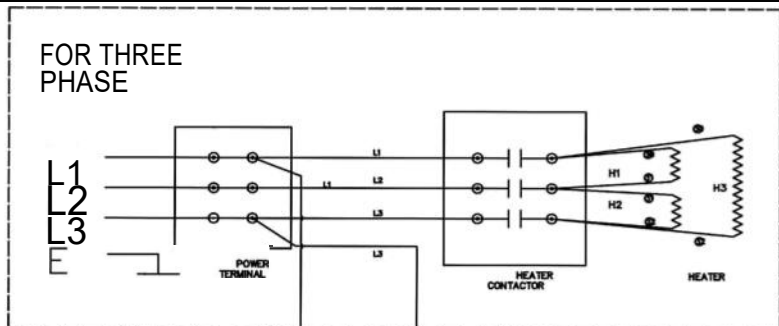 FOR THREE
PHASE
L1
L2
L3
E
L1
L1
L2
L3
L3
POWER
TERMINAL
HEATER
CONTACTOR
H1
H2
H3
HEATER